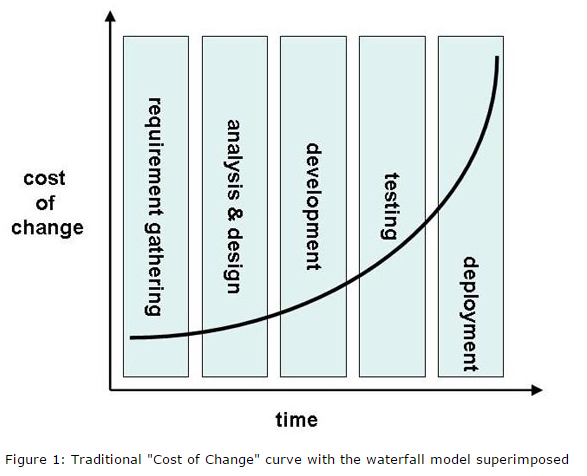 cost
of
change
requirement gathering
analysis & design
development
testing
deployment
time
Figure 1: Traditional "Cost of Change" curve with the waterfall model superimposed